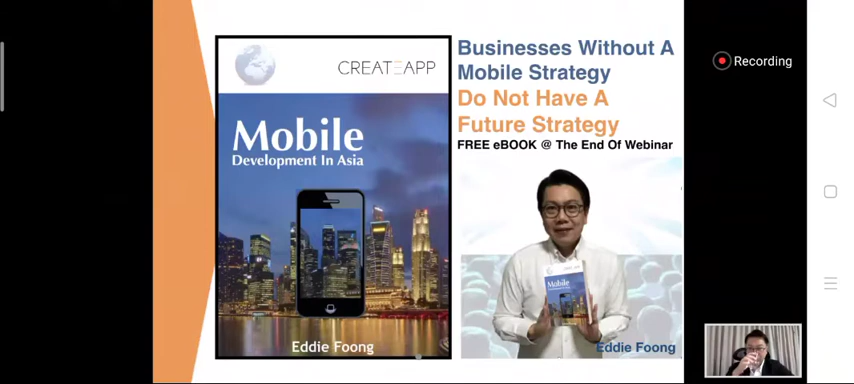 CREATEAPP
Mobile
Development In Asia
Eddie Foong
Businesses Without A
Mobile Strategy
Do Not Have A
Future Strategy
FREE eBOOK @ The End Of Webinar
Mobile
Eddie Foong
Recording